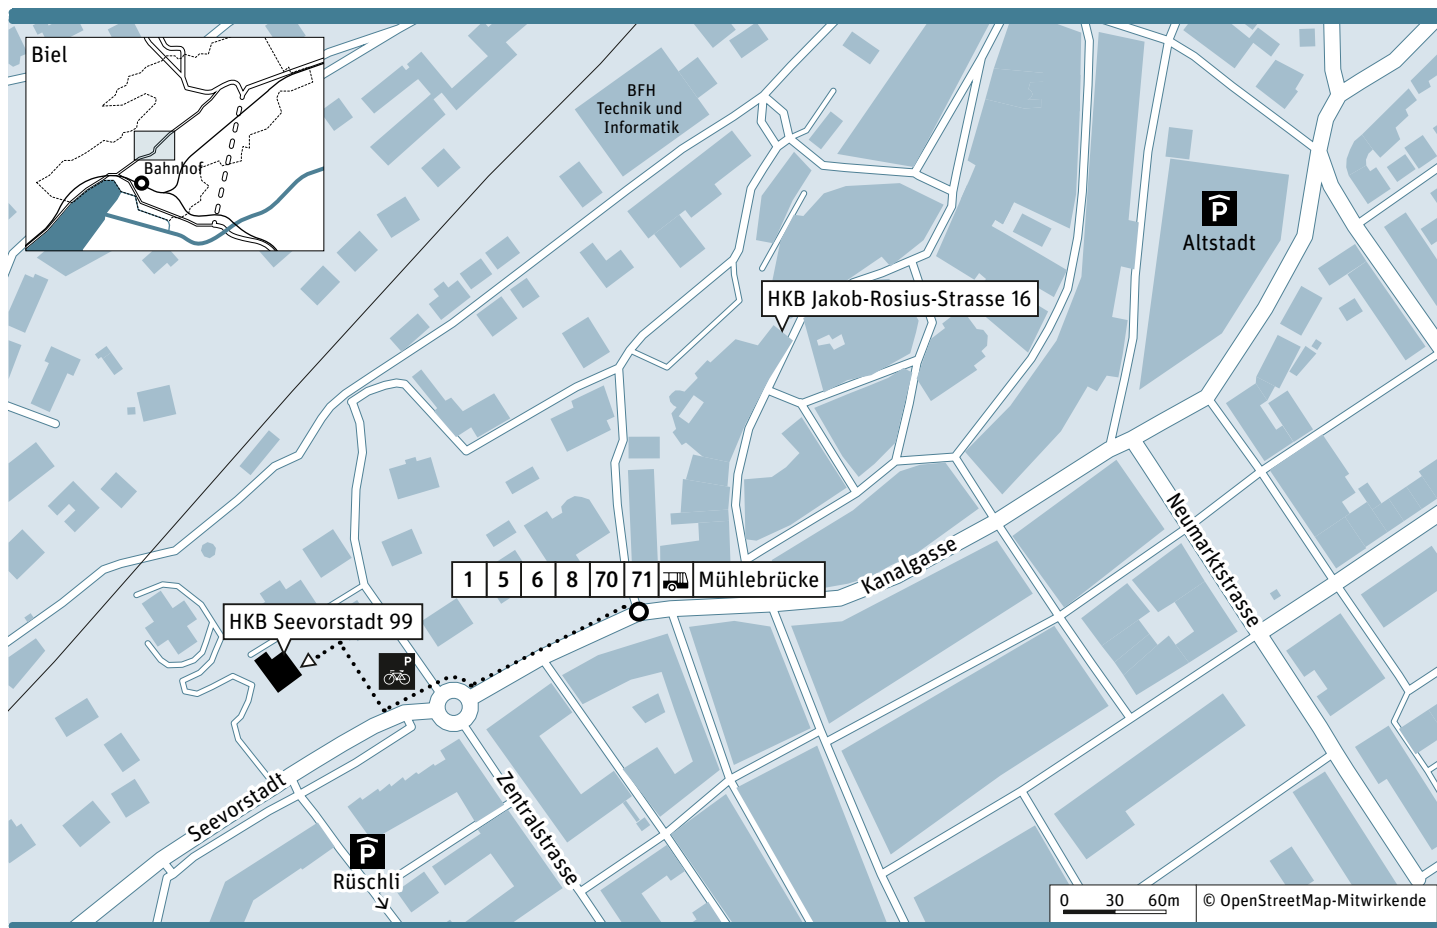 Biel
Bahnhof
BFH
Technik und
Informatik
P
Altstadt
HKB Jakob-Rosius-Strasse 16
Neumarktstrasse
Kanalgasse
1 5 6 8 70 71 Mühlebrücke
HKB Seevorstadt 99
P
Seevorstadt
Zentralstrasse
P
Rüschli
0 30 60m
© OpenStreetMap-Mitwirkende